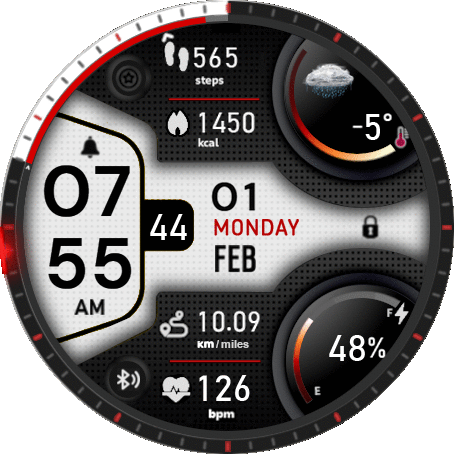 565
steps
1450
kcal
-5°
07
55
AM
44
01
MONDAY
FEB
10.09
km/miles
126
bpm
F
48%
E